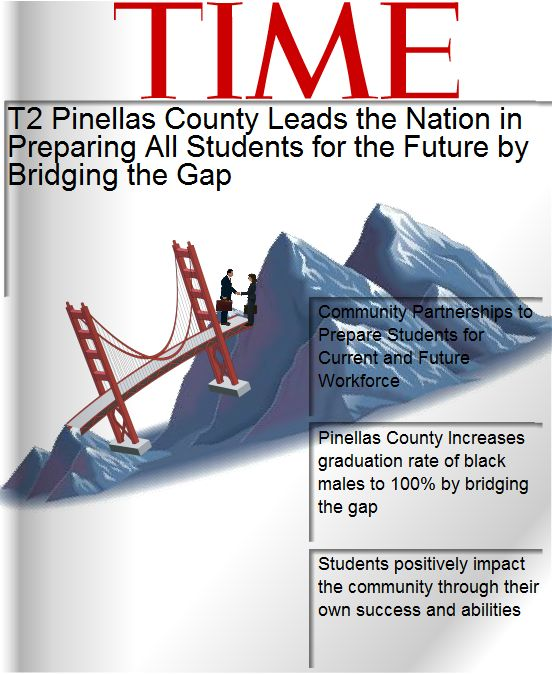 TIME
T2 Pinellas County Leads the Nation in
Preparing All Students for the Future by
Bridging the Gap
Community Partnerships to
Prepare Students for
Current and Future
Workforce
Pinellas County Increases
graduation rate of black
males to 100% by bridging
the gap
Students positively impact
the community through their
own success and abilities